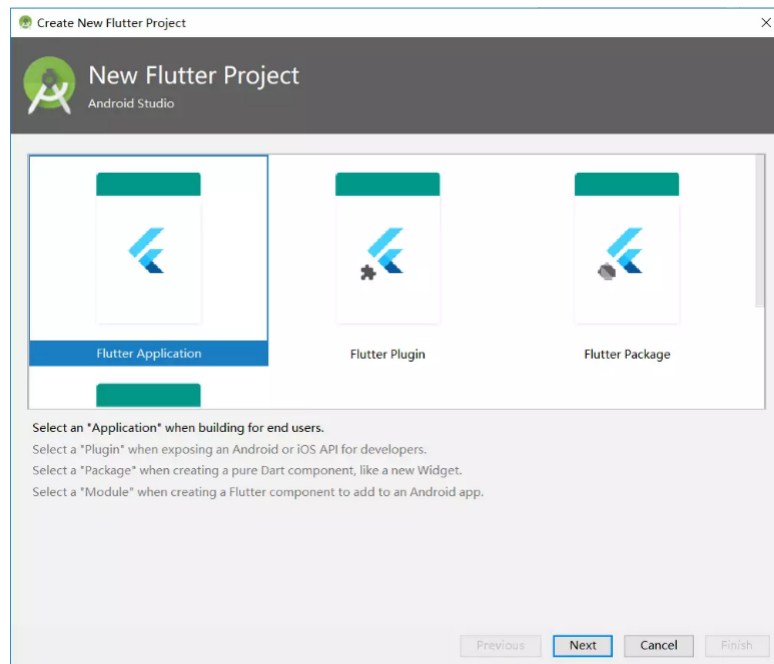 Create New Flutter Project
New Flutter Project
Android Studio
Flutter Application
Flutter Plugin
Flutter Package
Select an "Application" when building for end users.
Select a "Plugin" when exposing an Android or iOS API for developers.
Select a "Package" when creating a pure Dart component, like a new Widget.
Select a "Module" when creating a Flutter component to add to an Android app.
Previous
Next
Cancel
Finish